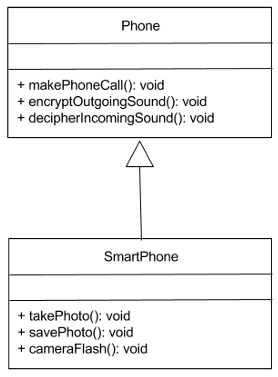 Phone
+ makePhoneCall(): void
+ encryptOutgoingSound(): void
+ decipherIncomingSound(): void
SmartPhone
+ takePhoto(): void
+ savePhoto(): void
+ cameraFlash(): void